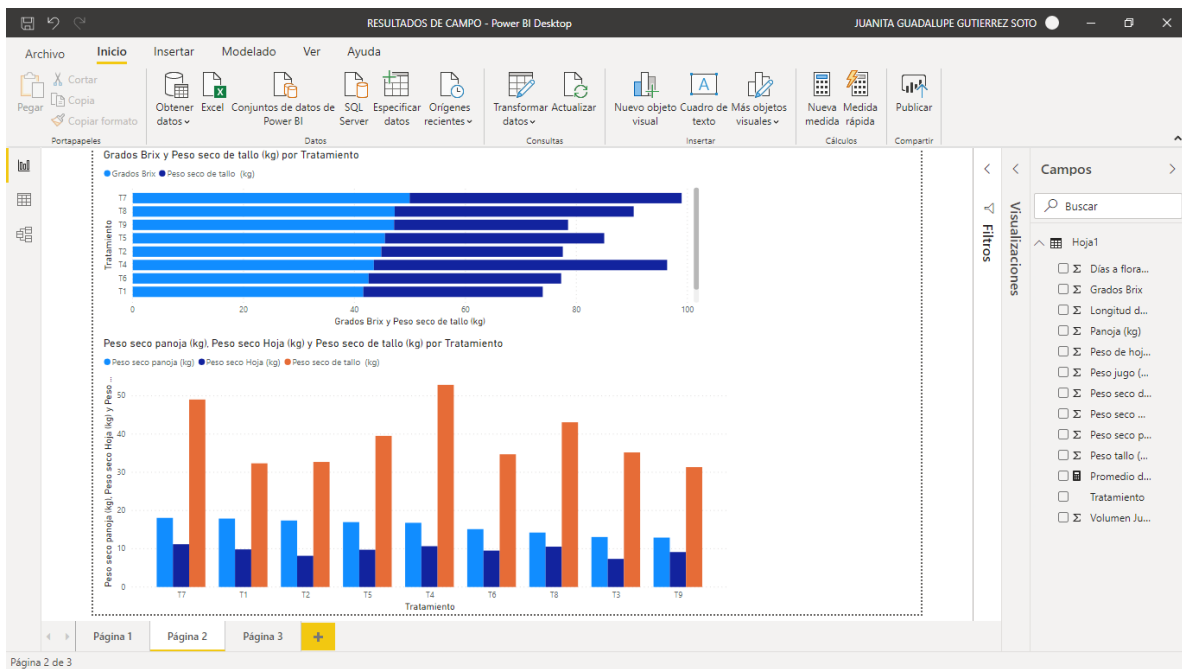 RESULTADOS DE CAMPO - Power BI Desktop
JUANITA GUADALUPE GUTIERREZ SOTO
Archivo Inicio Insertar Modelado Ver Ayuda
Pegar
Cortar
Copia
Copiar formato
Portapapeles
Obtener datos
Excel
Conjuntos de datos de Power BI
SQL Server
Especificar datos
Orígenes recientes
Datos
Transformar datos
Actualizar
Consultas
Nuevo objeto visual
Cuadro de texto
Más objetos visuales
Insertar
Nueva medida
Medida rápida
Cálculos
Publicar
Compartir
Grados Brix y Peso seco de tallo (kg) por Tratamiento
Grados Brix Peso seco de tallo (kg)
Tratamiento
T7
T8
T9
T5
T2
T4
T6
T1
0 20 40 60 80 100
Grados Brix y Peso seco de tallo (kg)
Peso seco panoja (kg), Peso seco Hoja (kg) y Peso seco de tallo (kg) por Tratamiento
Peso seco panoja (kg) Peso seco Hoja (kg) Peso seco de tallo (kg)
Peso seco panoja (kg), Peso seco Hoja (kg) y Peso ...
50
40
30
20
10
0
T7 T1 T2 T5 T4 T6 T8 T3 T9
Tratamiento
Filtros
Visualizaciones
Campos
Buscar
Hoja1
Σ Días a flora...
Σ Grados Brix
Σ Longitud d...
Σ Panoja (kg)
Σ Peso de hoj...
Σ Peso jugo (...
Σ Peso seco d...
Σ Peso seco ...
Σ Peso seco p...
Σ Peso tallo (...
Promedio d...
Tratamiento
Σ Volumen Ju...
Página 1 Página 2 Página 3 +
Página 2 de 3